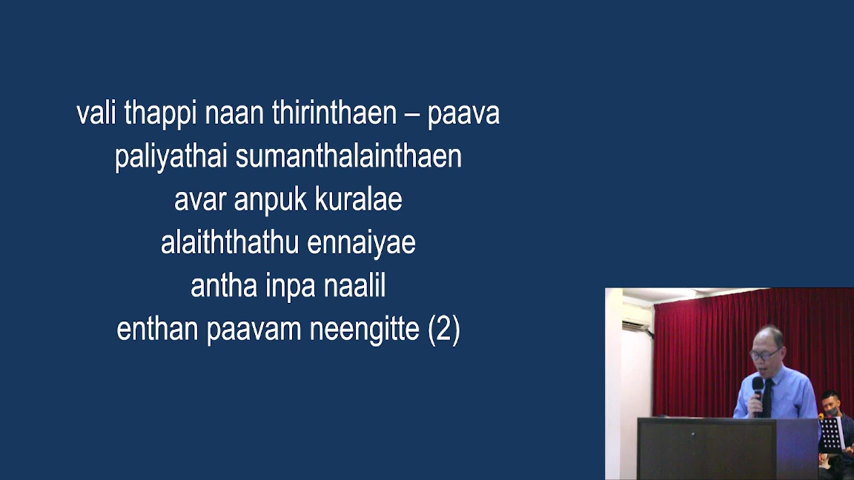 vali thappi naan thirinthaen – paava
paliyathai sumanthalainthaen
avar anpuk kuralae
alaiththathu ennaiyae
antha inpa naalil
enthan paavam neengitte (2)